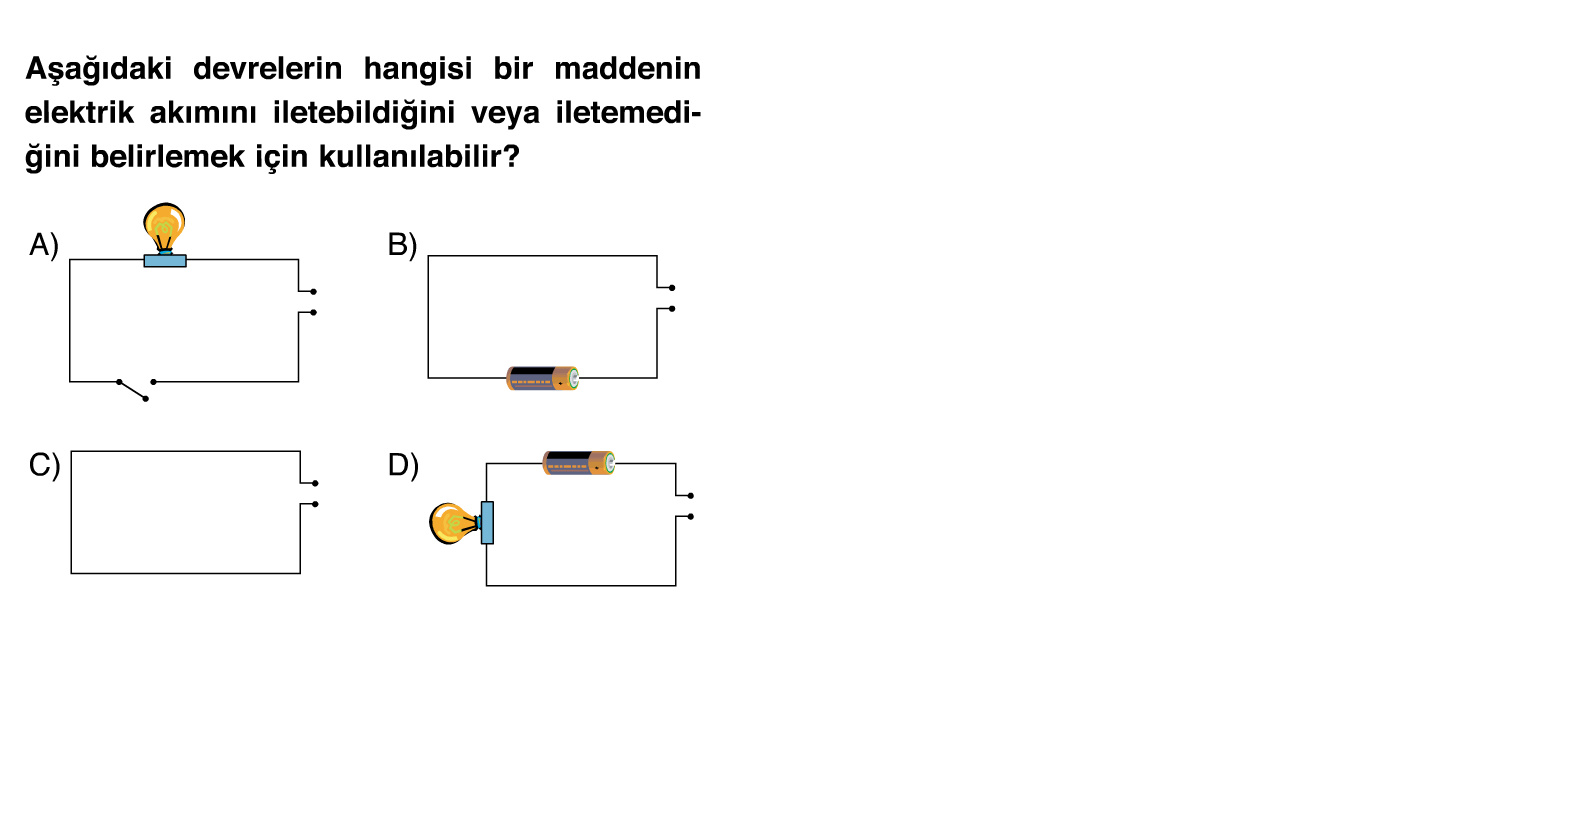 Aşağıdaki devrelerin hangisi bir maddenin
elektrik akımını iletebildiğini veya iletemedi-
ğini belirlemek için kullanılabilir?
A)
B)
C)
D)